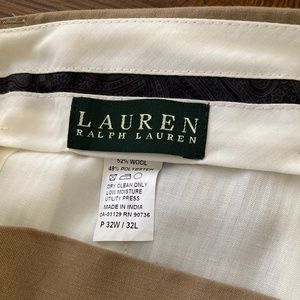 LAUREN
RALPH LAUREN
52% WOOL
48% POLYESTER
DRY CLEAN ONLY
LOW MOISTURE
UTILITY PRESS
MADE IN INDIA
CA-01129 RN 90736
P 32W / 32L